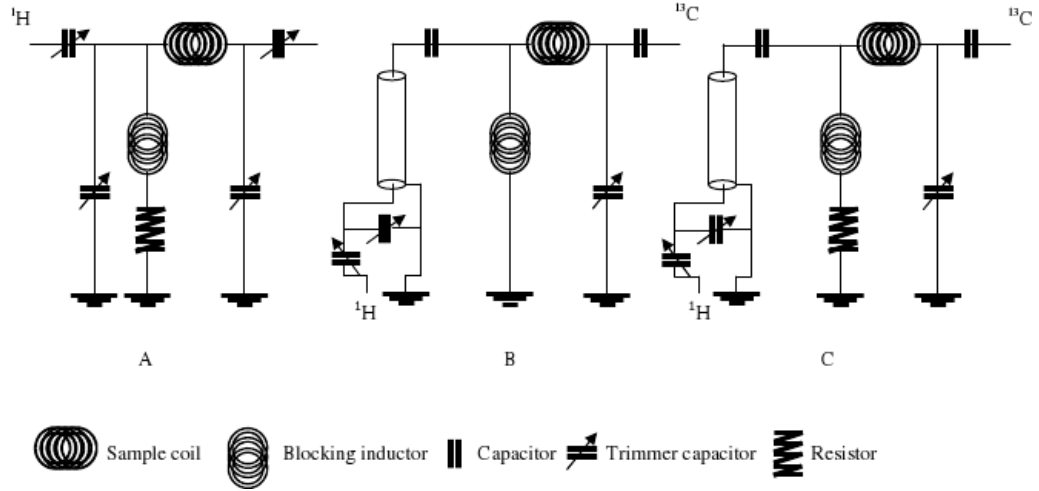 ¹H
¹³C
¹³C
¹H
¹H
A
B
C
Sample coil
Blocking inductor
Capacitor
Trimmer capacitor
Resistor